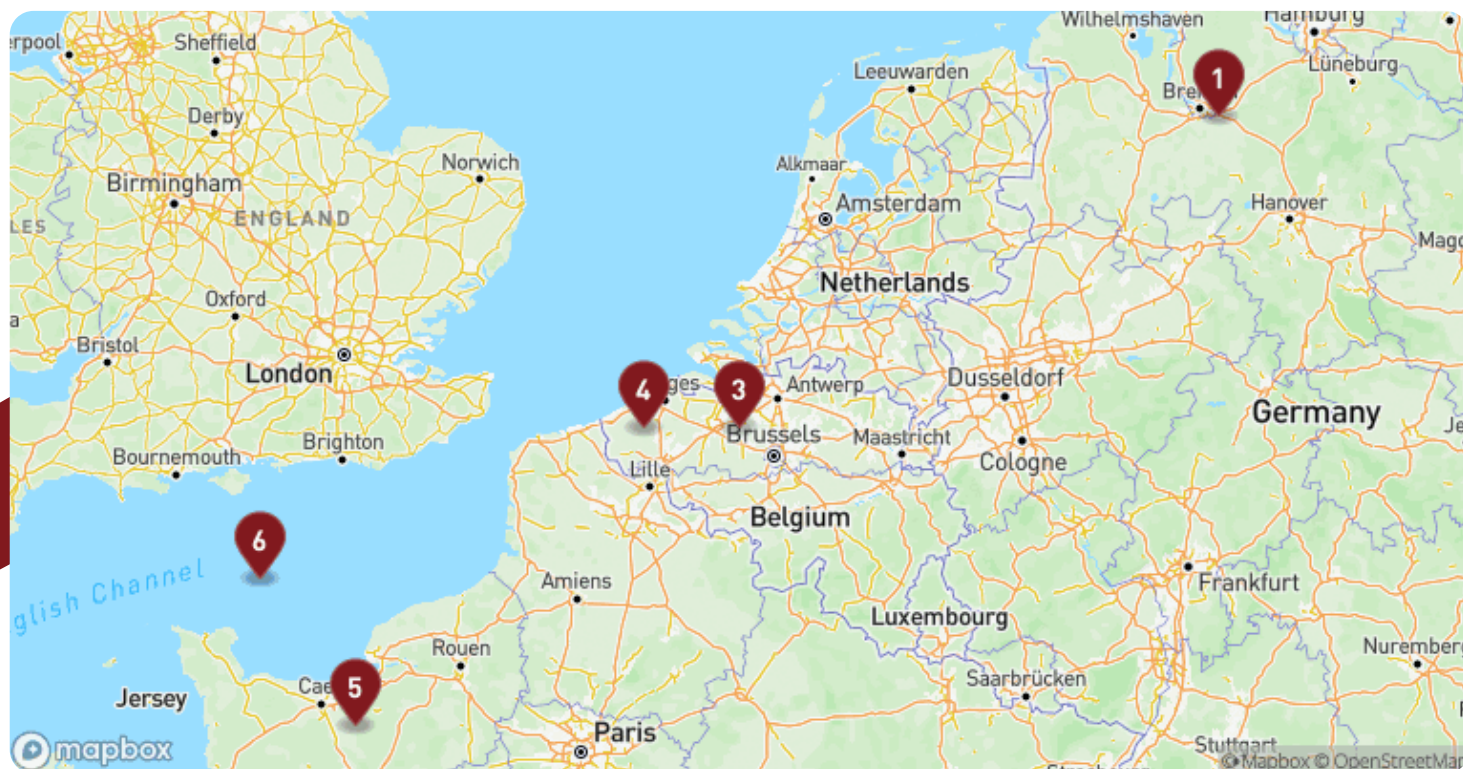 Wilhelmshaven
Hamburg
erpool
Sheffield
Leeuwarden
Lüneburg
1
Bre
Derby
Norwich
Alkmaar
Birmingham
Amsterdam
Hanover
ENGLAND
LES
Magd
Netherlands
Oxford
a
Bristol
London
4
ges
3
Antwerp
Dusseldorf
Germany
Je
Brighton
Brussels
Maastricht
Bournemouth
Lille
Cologne
Belgium
6
glish Channel
Amiens
Frankfurt
Luxembourg
Rouen
Nuremberg
Saarbrücken
Jersey
Cae
5
Paris
mapbox
Stuttgart
© Mapbox © OpenStreetMap